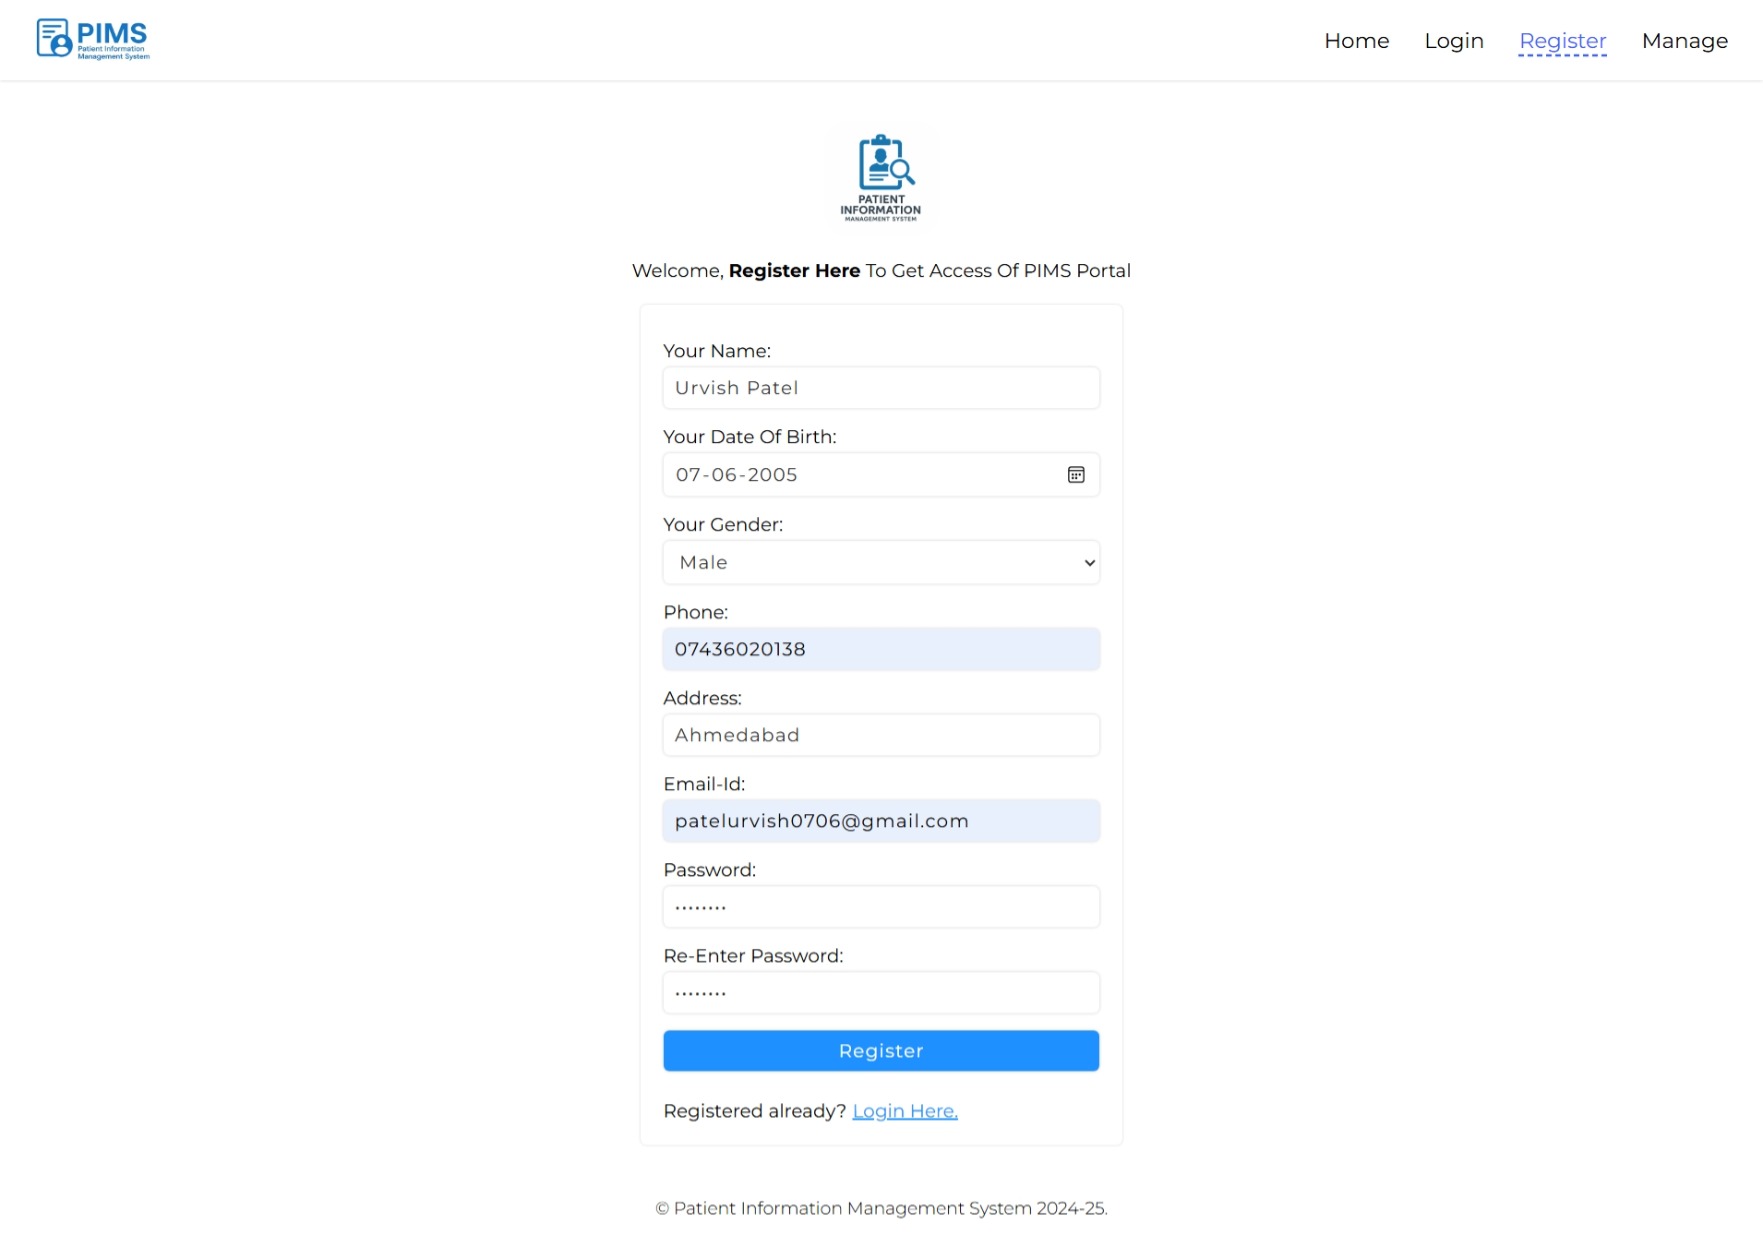 PIMS
Patient Information
Management System
Home Login Register Manage
PATIENT
INFORMATION
MANAGEMENT SYSTEM
Welcome, Register Here To Get Access Of PIMS Portal
Your Name:
Urvish Patel
Your Date Of Birth:
07-06-2005
Your Gender:
Male
Phone:
07436020138
Address:
Ahmedabad
Email-Id:
patelurvish0706@gmail.com
Password:
········
Re-Enter Password:
········
Register
Registered already? Login Here.
© Patient Information Management System 2024-25.